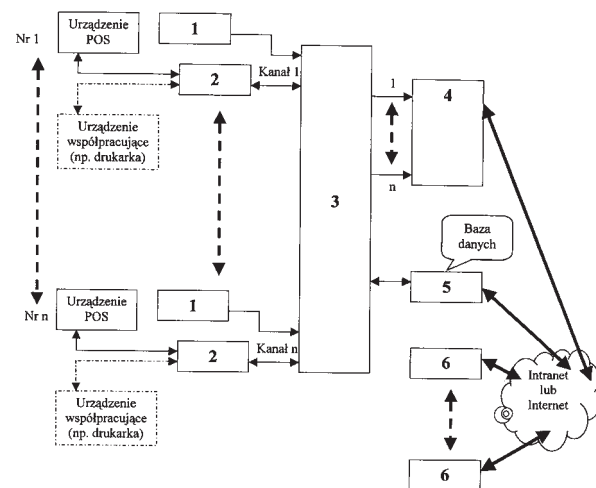 Nr 1
Urządzenie
POS
1
2
Kanał 1
Urządzenie
współpracujące
(np. drukarka)
3
1
n
4
Baza
danych
5
Nr n
Urządzenie
POS
1
2
Kanał n
Urządzenie
współpracujące
(np. drukarka)
6
Intranet
lub
Internet
6